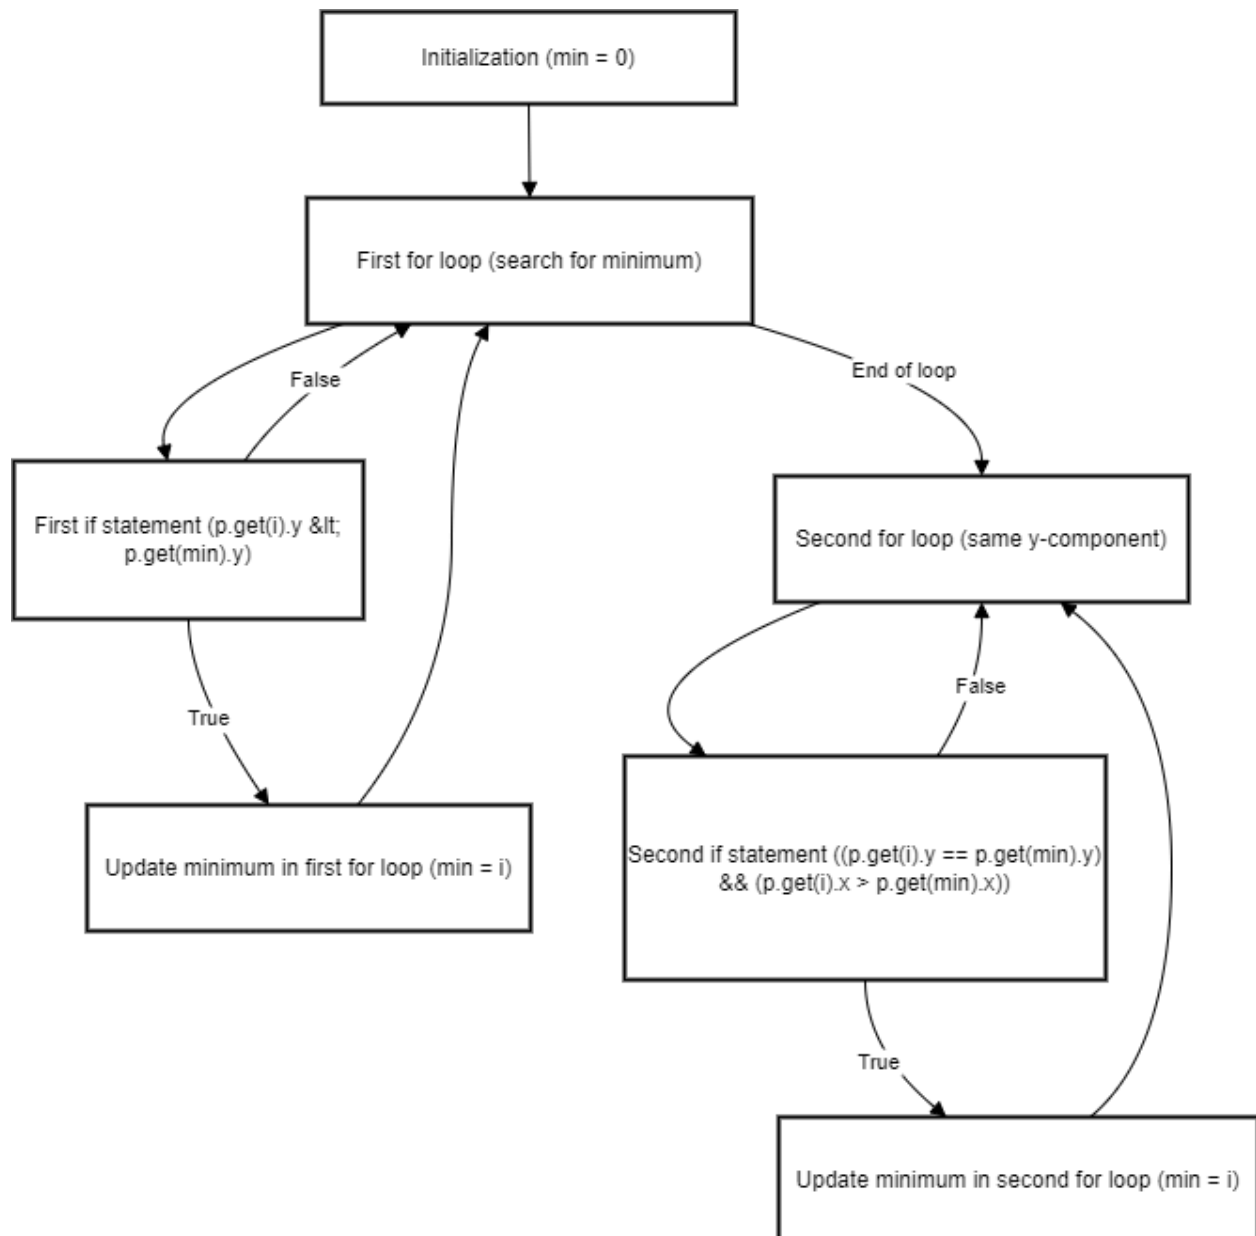 Initialization (min = 0)
First for loop (search for minimum)
False
End of loop
First if statement (p.get(i).y &lt;
p.get(min).y)
Second for loop (same y-component)
True
False
Update minimum in first for loop (min = i)
Second if statement ((p.get(i).y == p.get(min).y)
&& (p.get(i).x > p.get(min).x))
True
Update minimum in second for loop (min = i)